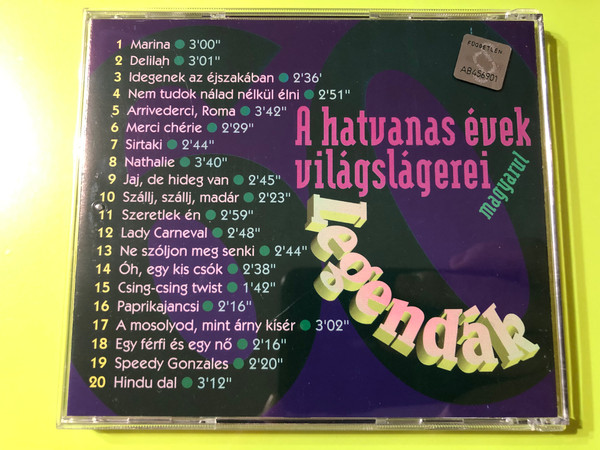 1 Marina ● 3'00"
2 Delilah ● 3'01"
3 Idegenek az éjszakában ● 2'36'
4 Nem tudok nálad nélkül élni ● 2'51"
5 Arrivederci, Roma ● 3'42"
6 Merci chérie ● 2'29"
7 Sirtaki ● 2'44"
8 Nathalie ● 3'40"
9 Jaj, de hideg van ● 2'45"
10 Szállj, szállj, madár ● 2'23"
11 Szeretlek én ● 2'59"
12 Lady Carneval ● 2'48"
13 Ne szóljon meg senki ● 2'44"
14 Óh, egy kis csók ● 2'38"
15 Csing-csing twist ● 1'42"
16 Paprikajancsi ● 2'16"
17 A mosolyod, mint árny kísér ● 3'02"
18 Egy férfi és egy nő ● 2'16"
19 Speedy Gonzales ● 2'20"
20 Hindu dal ● 3'12"
FÜGGETLEN
AB456901
A hatvanas évek
világslágerei
magyarul
Legendák